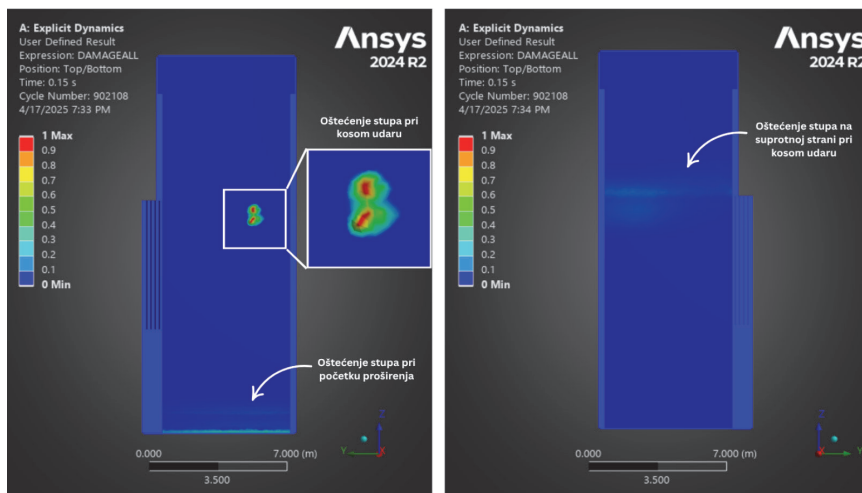 A: Explicit Dynamics
User Defined Result
Expression: DAMAGEALL
Position: Top/Bottom
Time: 0.15 s
Cycle Number: 902108
4/17/2025 7:33 PM
Ansys
2024 R2
1 Max
0.9
0.8
0.7
0.6
0.5
0.4
0.3
0.2
0.1
0 Min
Oštećenje stupa pri
kosom udaru
Oštećenje stupa pri
početku proširenja
0.000
7.000 (m)
3.500
Z
Y
X
A: Explicit Dynamics
User Defined Result
Expression: DAMAGEALL
Position: Top/Bottom
Time: 0.15 s
Cycle Number: 902108
4/17/2025 7:34 PM
Ansys
2024 R2
1 Max
0.9
0.8
0.7
0.6
0.5
0.4
0.3
0.2
0.1
0 Min
Oštećenje stupa na
suprotnoj strani pri
kosom udaru
0.000
7.000 (m)
3.500
Z
X
Y